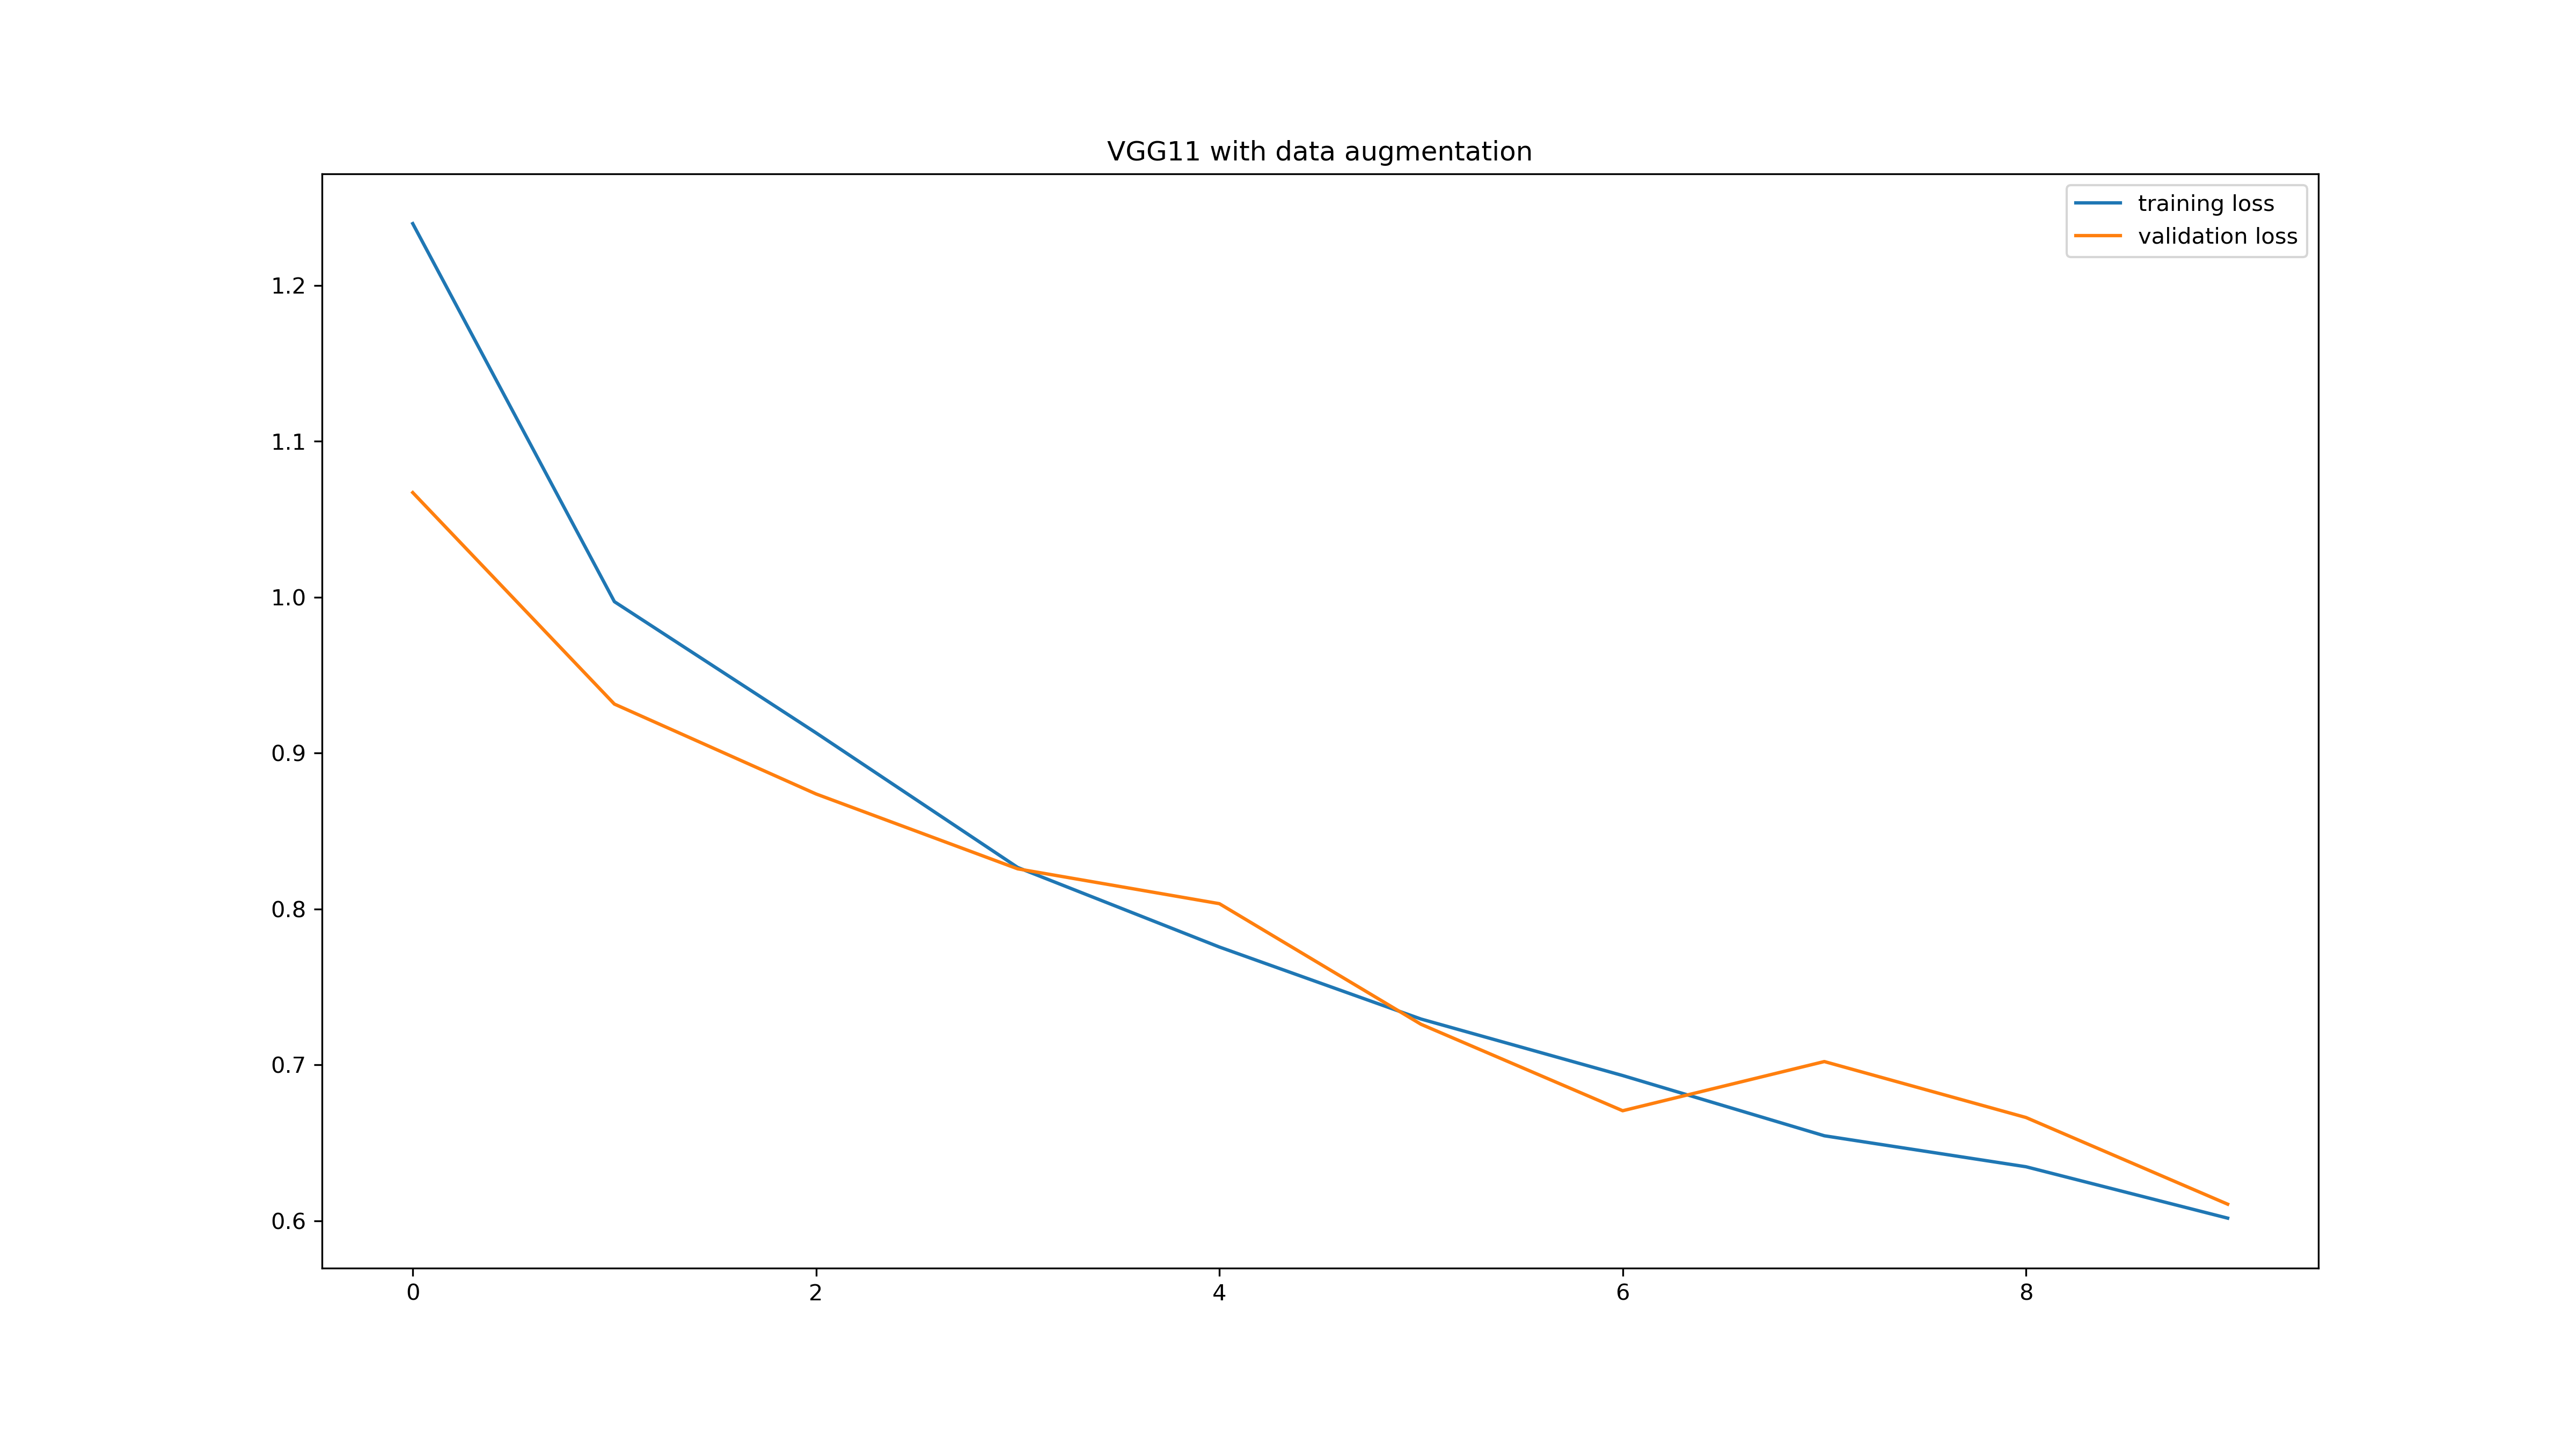 VGG11 with data augmentation
training loss
validation loss
1.2
1.1
1.0
0.9
0.8
0.7
0.6
0 2 4 6 8